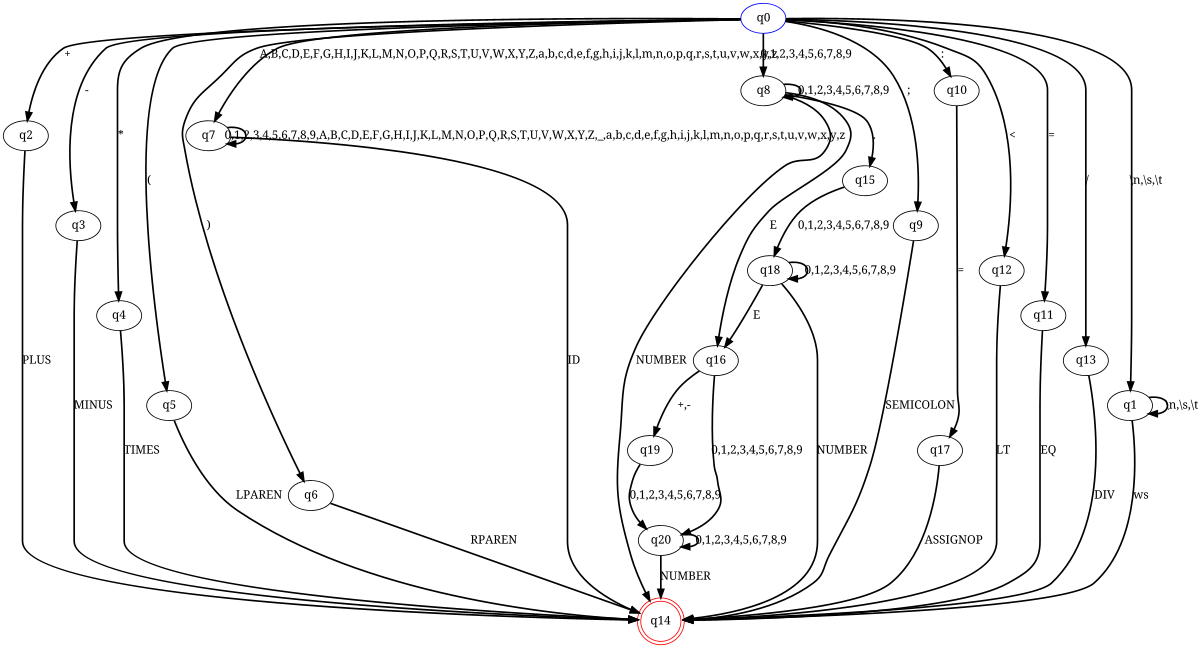 q0
+
A,B,C,D,E,F,G,H,I,J,K,L,M,N,O,P,Q,R,S,T,U,V,W,X,Y,Z,a,b,c,d,e,f,g,h,i,j,k,l,m,n,o,p,q,r,s,t,u,v,w,x,y,z
0,1,2,3,4,5,6,7,8,9
:
-
q8
0,1,2,3,4,5,6,7,8,9
;
q10
q2
*
q7
0,1,2,3,4,5,6,7,8,9,A,B,C,D,E,F,G,H,I,J,K,L,M,N,O,P,Q,R,S,T,U,V,W,X,Y,Z,_,a,b,c,d,e,f,g,h,i,j,k,l,m,n,o,p,q,r,s,t,u,v,w,x,y,z
.
<
=
(
q15
/
\n,\s,\t
q3
)
E
0,1,2,3,4,5,6,7,8,9
q9
q18
0,1,2,3,4,5,6,7,8,9
=
q12
q4
E
q11
PLUS
ID
NUMBER
q16
q13
MINUS
q5
+,-
SEMICOLON
q1
\n,\s,\t
TIMES
q19
0,1,2,3,4,5,6,7,8,9
NUMBER
q17
LT
EQ
LPAREN
q6
0,1,2,3,4,5,6,7,8,9
DIV
ws
RPAREN
q20
0,1,2,3,4,5,6,7,8,9
ASSIGNOP
NUMBER
q14